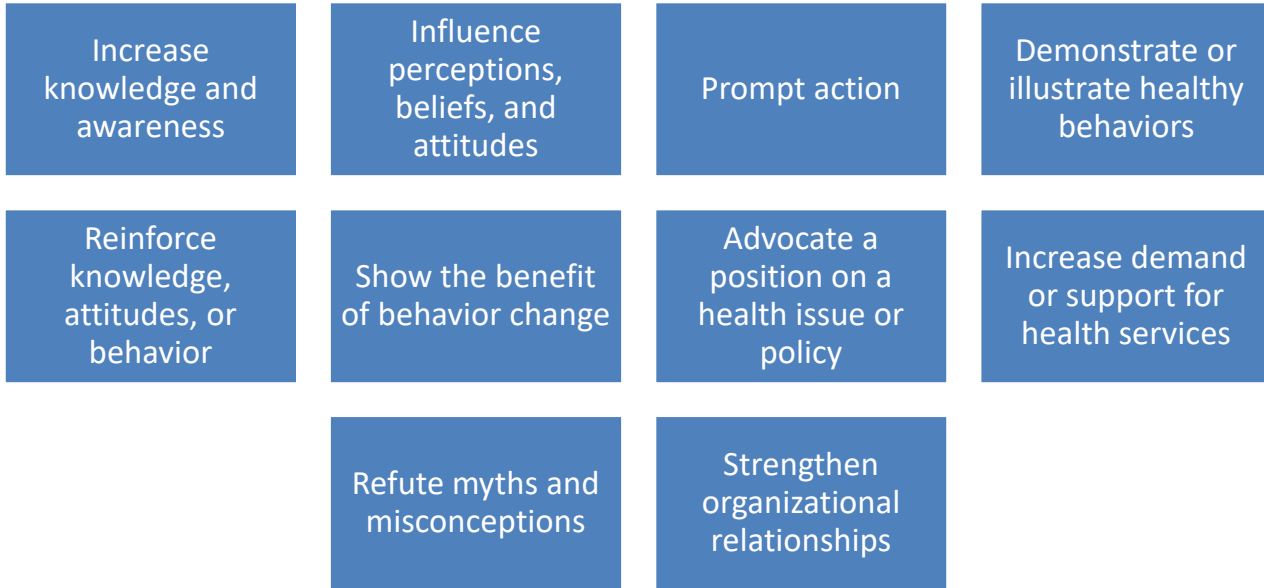 Increase
knowledge and
awareness
Influence
perceptions,
beliefs, and
attitudes
Prompt action
Demonstrate or
illustrate healthy
behaviors
Reinforce
knowledge,
attitudes, or
behavior
Show the benefit
of behavior change
Advocate a
position on a
health issue or
policy
Increase demand
or support for
health services
Refute myths and
misconceptions
Strengthen
organizational
relationships